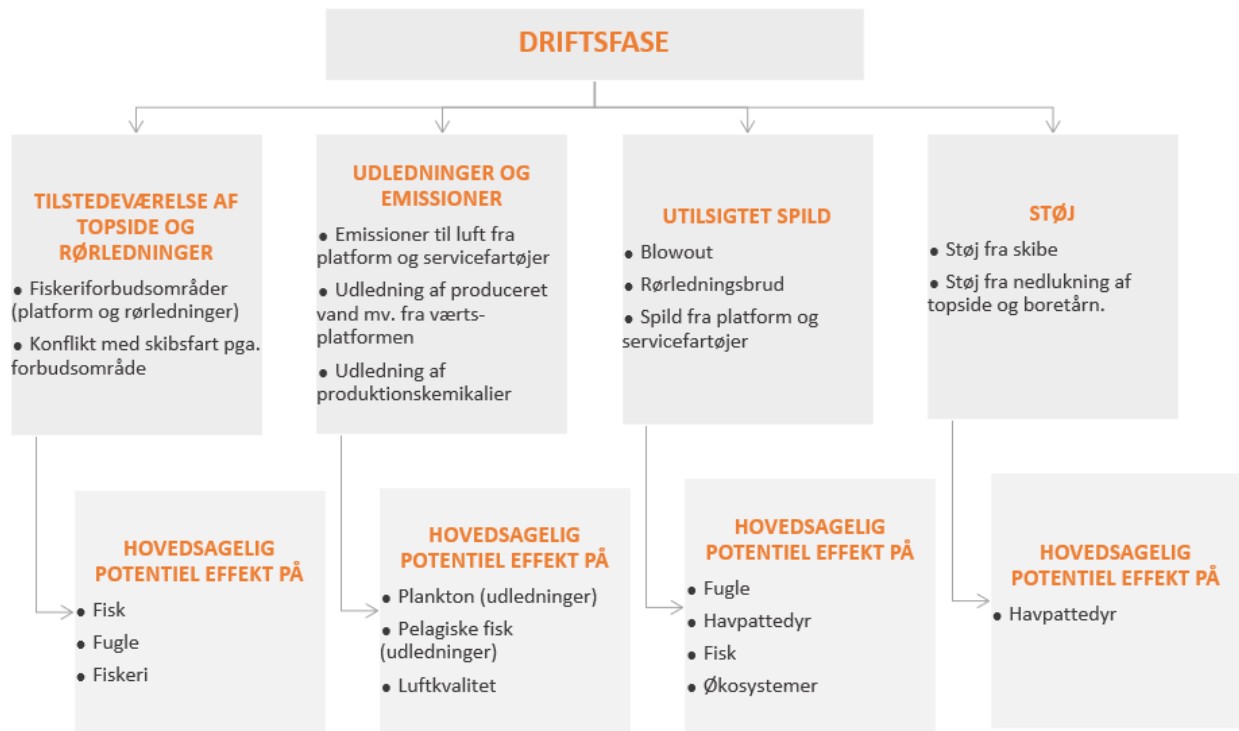 DRIFTSFASE
TILSTEDEVÆRELSE AF
TOPSIDE OG
RØRLEDNINGER
● Fiskeriforbudsområder
(platform og rørledninger)
● Konflikt med skibsfart pga.
forbudsområde
UDLEDNINGER OG
EMISSIONER
● Emissioner til luft fra
platform og servicefartøjer
● Udledning af produceret
vand mv. fra værts-
platformen
● Udledning af
produktionskemikalier
UTILSIGTET SPILD
● Blowout
● Rørledningsbrud
● Spild fra platform og
servicefartøjer
STØJ
● Støj fra skibe
● Støj fra nedlukning af
topside og boretårn.
HOVEDSAGELIG
POTENTIEL EFFEKT PÅ
● Fisk
● Fugle
● Fiskeri
HOVEDSAGELIG
POTENTIEL EFFEKT PÅ
● Plankton (udledninger)
● Pelagiske fisk
(udledninger)
● Luftkvalitet
HOVEDSAGELIG
POTENTIEL EFFEKT PÅ
● Fugle
● Havpattedyr
● Fisk
● Økosystemer
HOVEDSAGELIG
POTENTIEL EFFEKT PÅ
● Havpattedyr